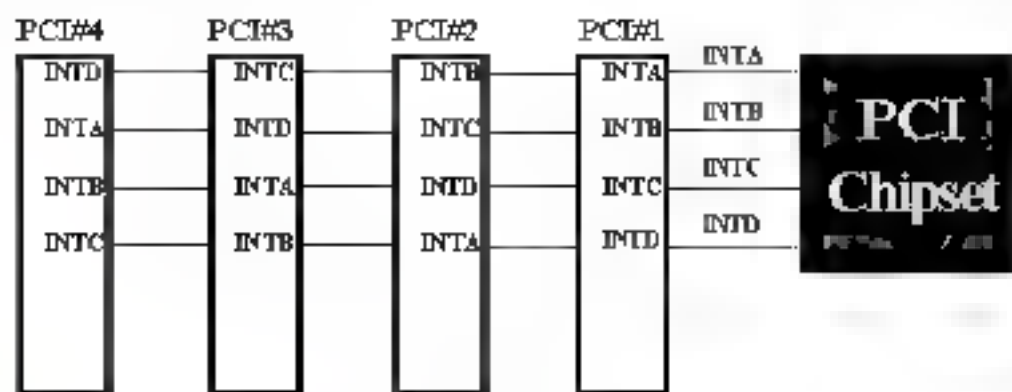 PCI#4 PCI#3 PCI#2 PCI#1
INTD INTC INTB INTA INTA
INTA INTD INTC INTB INTB
INTB INTA INTD INTC INTC
INTC INTB INTA INTD INTD
PCI
Chipset